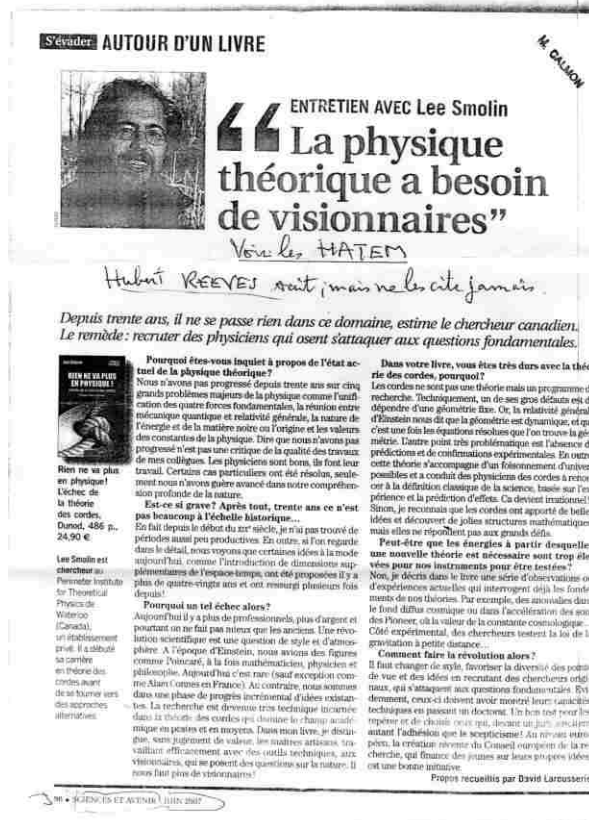 S'évader AUTOUR D'UN LIVRE
M. CALMON
ENTRETIEN AVEC Lee Smolin
“La physique
théorique a besoin
de visionnaires”
Voir les HATEM
Hubert REEVES sait, mais ne les cite jamais.
Depuis trente ans, il ne se passe rien dans ce domaine, estime le chercheur canadien.
Le remède : recruter des physiciens qui osent s'attaquer aux questions fondamentales.
RIEN NE VA PLUS
EN PHYSIQUE !
Rien ne va plus
en physique!
L'échec de
la théorie
des cordes,
Dunod, 486 p.,
24,90 €
Lee Smolin est
chercheur au
Perimeter Institute
for Theoretical
Physics de
Waterloo
(Canada),
un établissement
privé. Il a débuté
sa carrière
en théorie des
cordes avant
de se tourner vers
des approches
alternatives.
Pourquoi êtes-vous inquiet à propos de l'état ac-
tuel de la physique théorique?
Nous n'avons pas progressé depuis trente ans sur cinq
grands problèmes majeurs de la physique comme l'unifi-
cation des quatre forces fondamentales, la réunion entre
mécanique quantique et relativité générale, la nature de
l'énergie et de la matière noire ou l'origine et les valeurs
des constantes de la physique. Dire que nous n'avons pas
progressé n'est pas une critique de la qualité des travaux
de mes collègues. Les physiciens sont bons, ils font leur
travail. Certains cas particuliers ont été résolus, seule-
ment nous n'avons guère avancé dans notre compréhen-
sion profonde de la nature.
Est-ce si grave? Après tout, trente ans ce n'est
pas beaucoup à l'échelle historique...
En fait depuis le début du XIXe siècle, je n'ai pas trouvé de
périodes aussi peu productives. En outre, si l'on regarde
dans le détail, nous voyons que certaines idées à la mode
aujourd'hui, comme l'introduction de dimensions sup-
plémentaires de l'espace-temps, ont été proposées il y a
plus de quatre-vingts ans et ont ressurgi plusieurs fois
depuis!
Pourquoi un tel échec alors?
Aujourd'hui il y a plus de professionnels, plus d'argent et
pourtant on ne fait pas mieux que les anciens. Une révo-
lution scientifique est une question de style et d'atmos-
phère. A l'époque d'Einstein, nous avions des figures
comme Poincaré, à la fois mathématicien, physicien et
philosophe. Aujourd'hui c'est rare (sauf exception com-
me Alain Connes en France). Au contraire, nous sommes
dans une phase de progrès incrémental d'idées existan-
tes. La recherche est devenue très technique incarnée
dans la théorie des cordes qui domine le champ acadé-
mique en postes et en moyens. Dans mon livre, je distin-
gue, sans jugement de valeur, les maîtres artisans, tra-
vaillant efficacement avec des outils techniques, aux
visionnaires, qui se posent des questions sur la nature. Il
nous faut plus de visionnaires!
Dans votre livre, vous êtes très durs avec la théo
rie des cordes, pourquoi?
Les cordes ne sont pas une théorie mais un programme d
recherche. Techniquement, un de ses gros défauts est d
dépendre d'une géométrie fixe. Or, la relativité général
d'Einstein nous dit que la géométrie est dynamique, et qu
c'est une fois les équations résolues que l'on trouve la gé
métrie. L'autre point très problématique est l'absence d
prédictions et de confirmations expérimentales. En outre
cette théorie s'accompagne d'un foisonnement d'univer
possibles et a conduit des physiciens des cordes à renon
cer à la définition classique de la science, basée sur l'ex
périence et la prédiction d'effets. Ca devient irrationnel!
Sinon, je reconnais que les cordes ont apporté de belle
idées et découvert de jolies structures mathématique
mais elles ne répondent pas aux grands défis.
Peut-être que les énergies à partir desquelle
une nouvelle théorie est nécessaire sont trop éle
vées pour nos instruments pour être testées?
Non, je décris dans le livre une série d'observations o
d'expériences actuelles qui interrogent déjà les fonde
ments de nos théories. Par exemple, des anomalies dans
le fond diffus cosmique ou dans l'accélération des son
des Pioneer, où la valeur de la constante cosmologique...
Côté expérimental, des chercheurs testent la loi de l
gravitation à petite distance...
Comment faire la révolution alors?
Il faut changer de style, favoriser la diversité des points
de vue et des idées en recrutant des chercheurs origi
naux, qui s'attaquent aux questions fondamentales. Evi
demment, ceux-ci doivent avoir montré leurs capacités
techniques en passant un doctorat. Un bon test pour les
repérer et de choisir ceux qui, devant un jury,
autant l'adhésion que le scepticisme! Au niveau euro
péen, la création récente du Conseil européen de la re
cherche, qui finance des jeunes sur leurs propres idées
est une bonne initiative.
Propos recueillis par David Larousseri
96 • SCIENCES ET AVENIR JUIN 2007